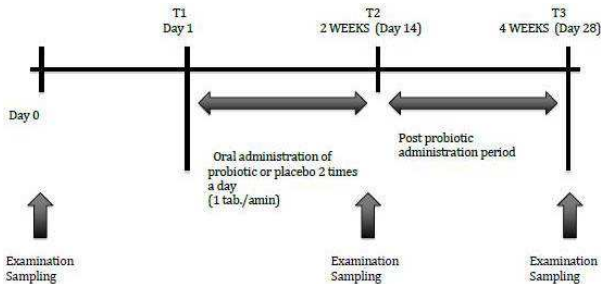 T1
Day 1
T2
2 WEEKS (Day 14)
T3
4 WEEKS (Day 28)
Day 0
Oral administration of
probiotic or placebo 2 times
a day
(1 tab./amin)
Post probiotic
administration period
Examination
Sampling
Examination
Sampling
Examination
Sampling